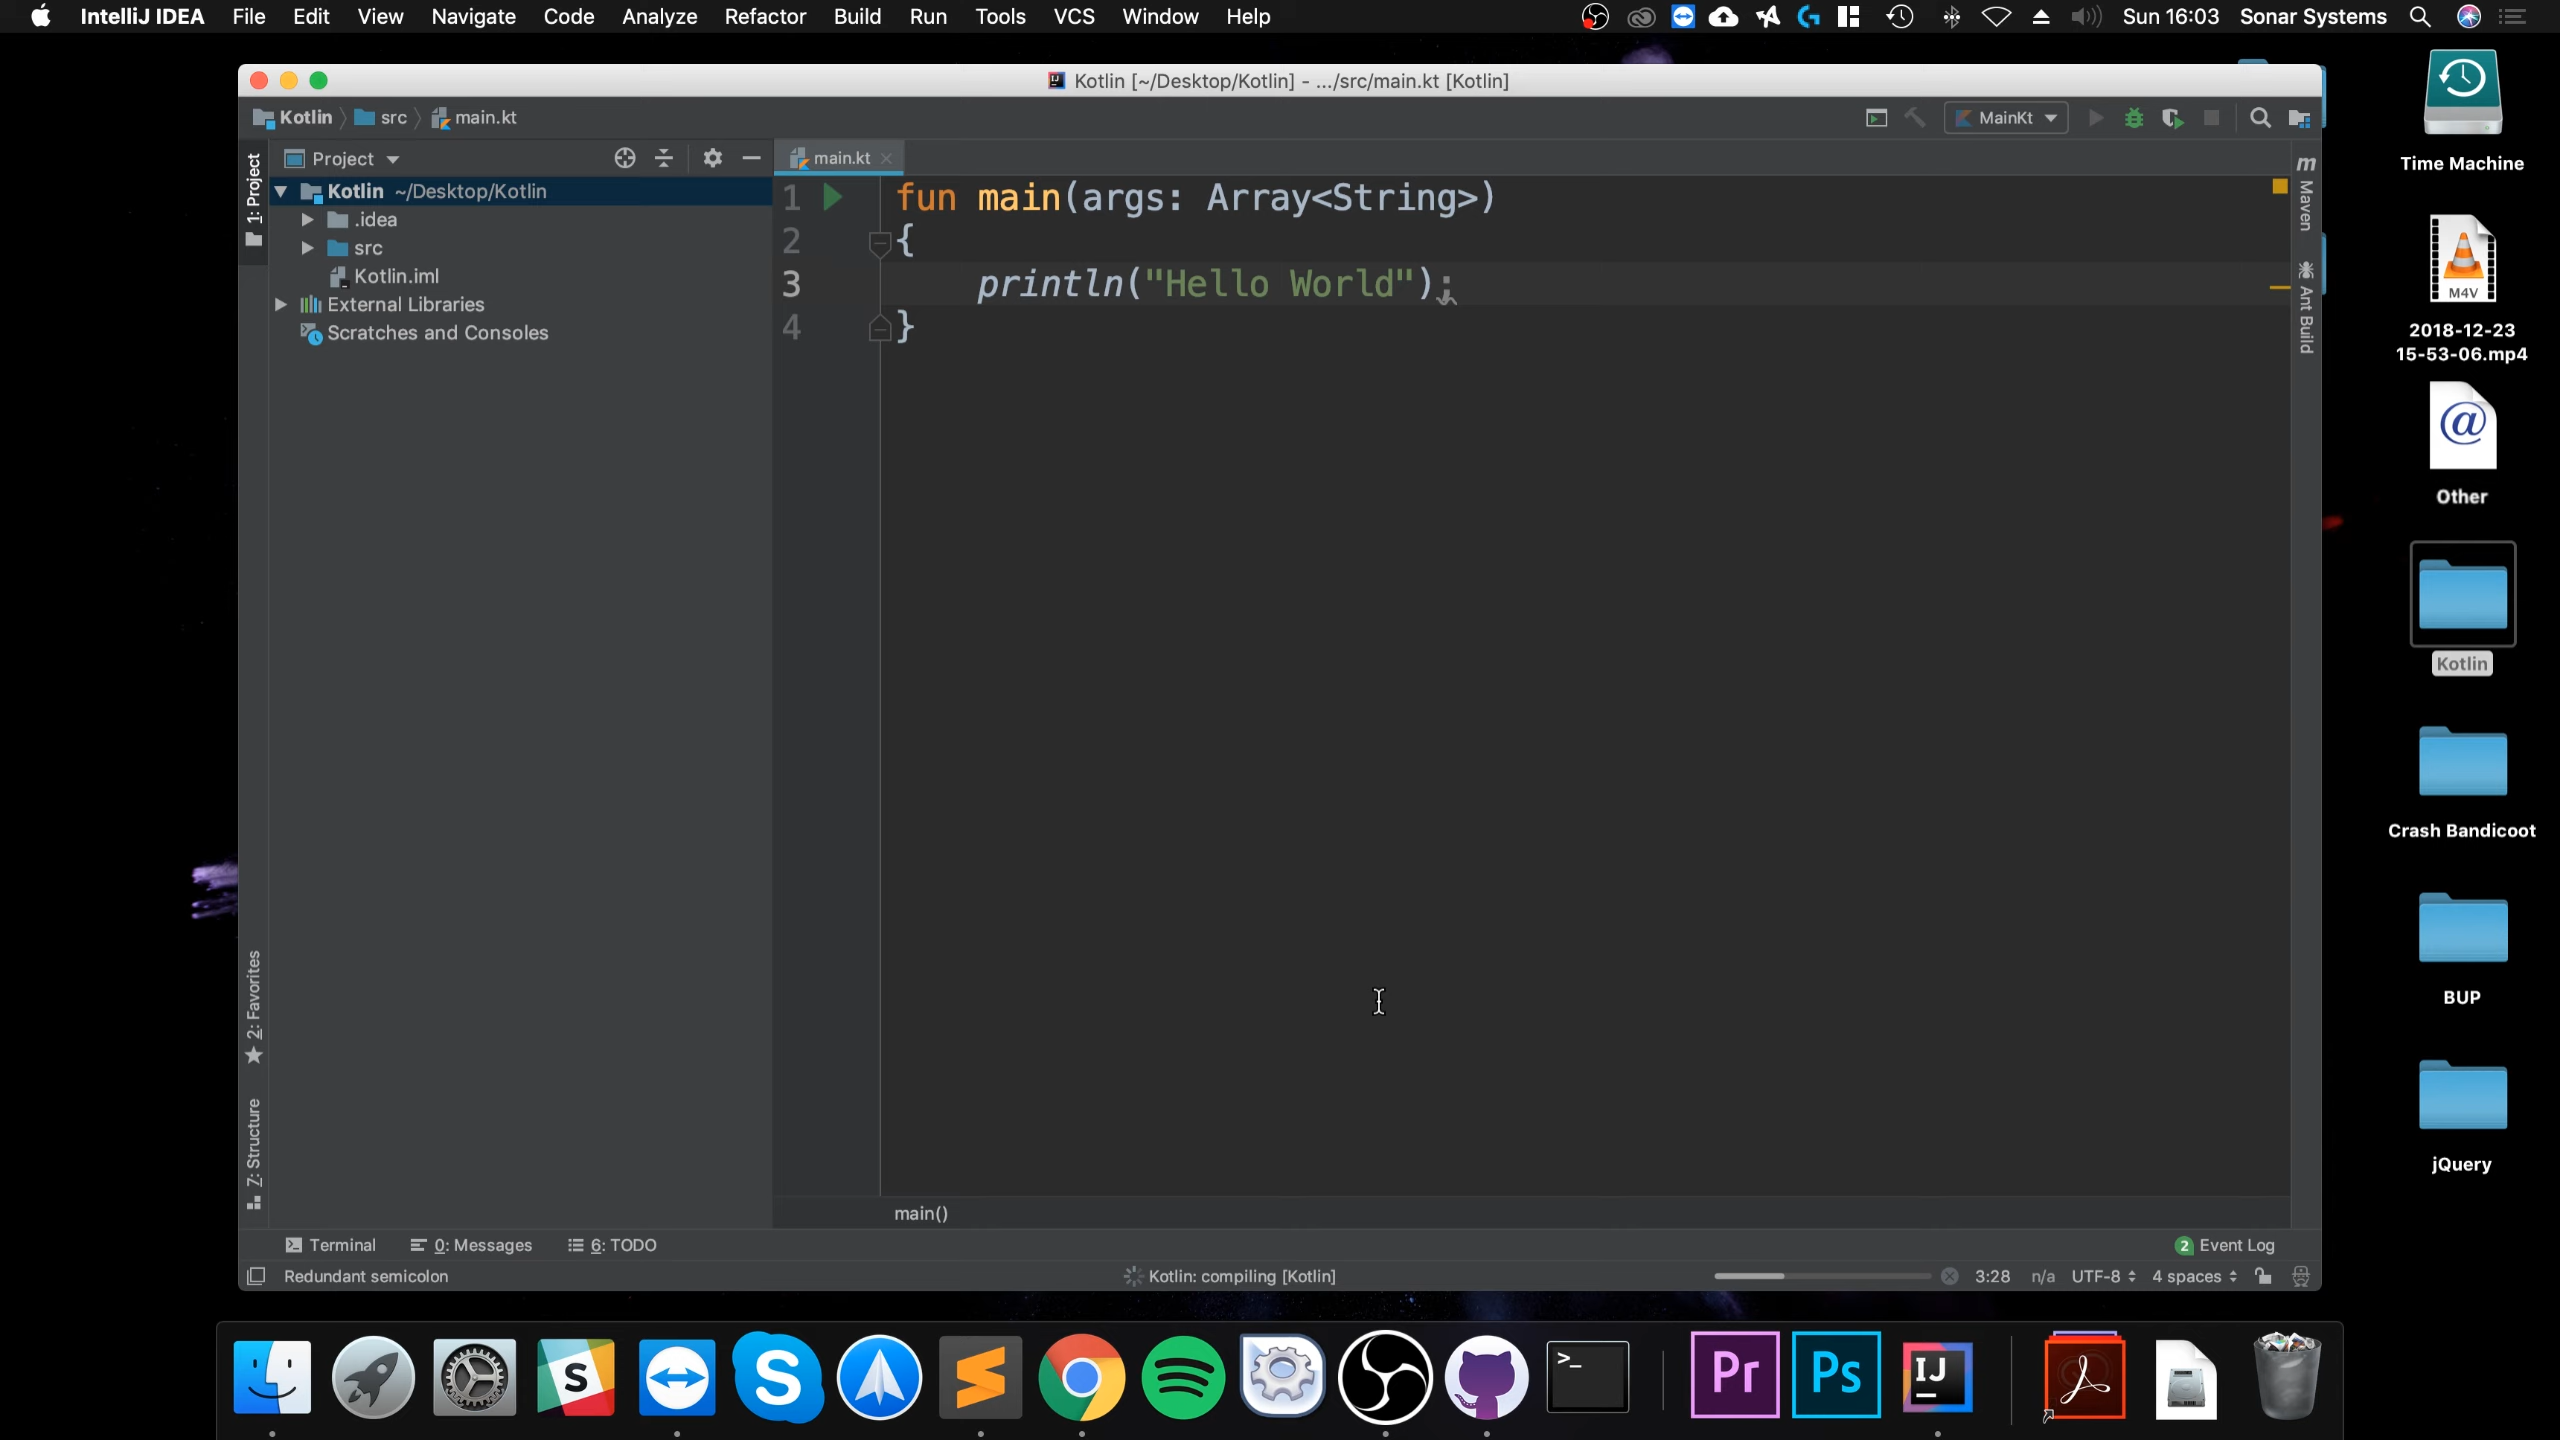 IntelliJ IDEA File Edit View Navigate Code Analyze Refactor Build Run Tools VCS Window Help Sun 16:03 Sonar Systems
Kotlin [~/Desktop/Kotlin] - .../src/main.kt [Kotlin]
Kotlin src main.kt MainKt
Project
main.kt
1: Project
Kotlin ~/Desktop/Kotlin
.idea
src
Kotlin.iml
External Libraries
Scratches and Consoles
1 fun main(args: Array<String>)
2 {
3 println("Hello World");
4 }
m Maven
Ant Build
2: Favorites
7: Structure
main()
Terminal 0: Messages 6: TODO 2 Event Log
Redundant semicolon Kotlin: compiling [Kotlin] 3:28 n/a UTF-8 4 spaces
Time Machine
M4V
2018-12-23
15-53-06.mp4
@
Other
Kotlin
Crash Bandicoot
BUP
jQuery
S S >_ Pr Ps IJ